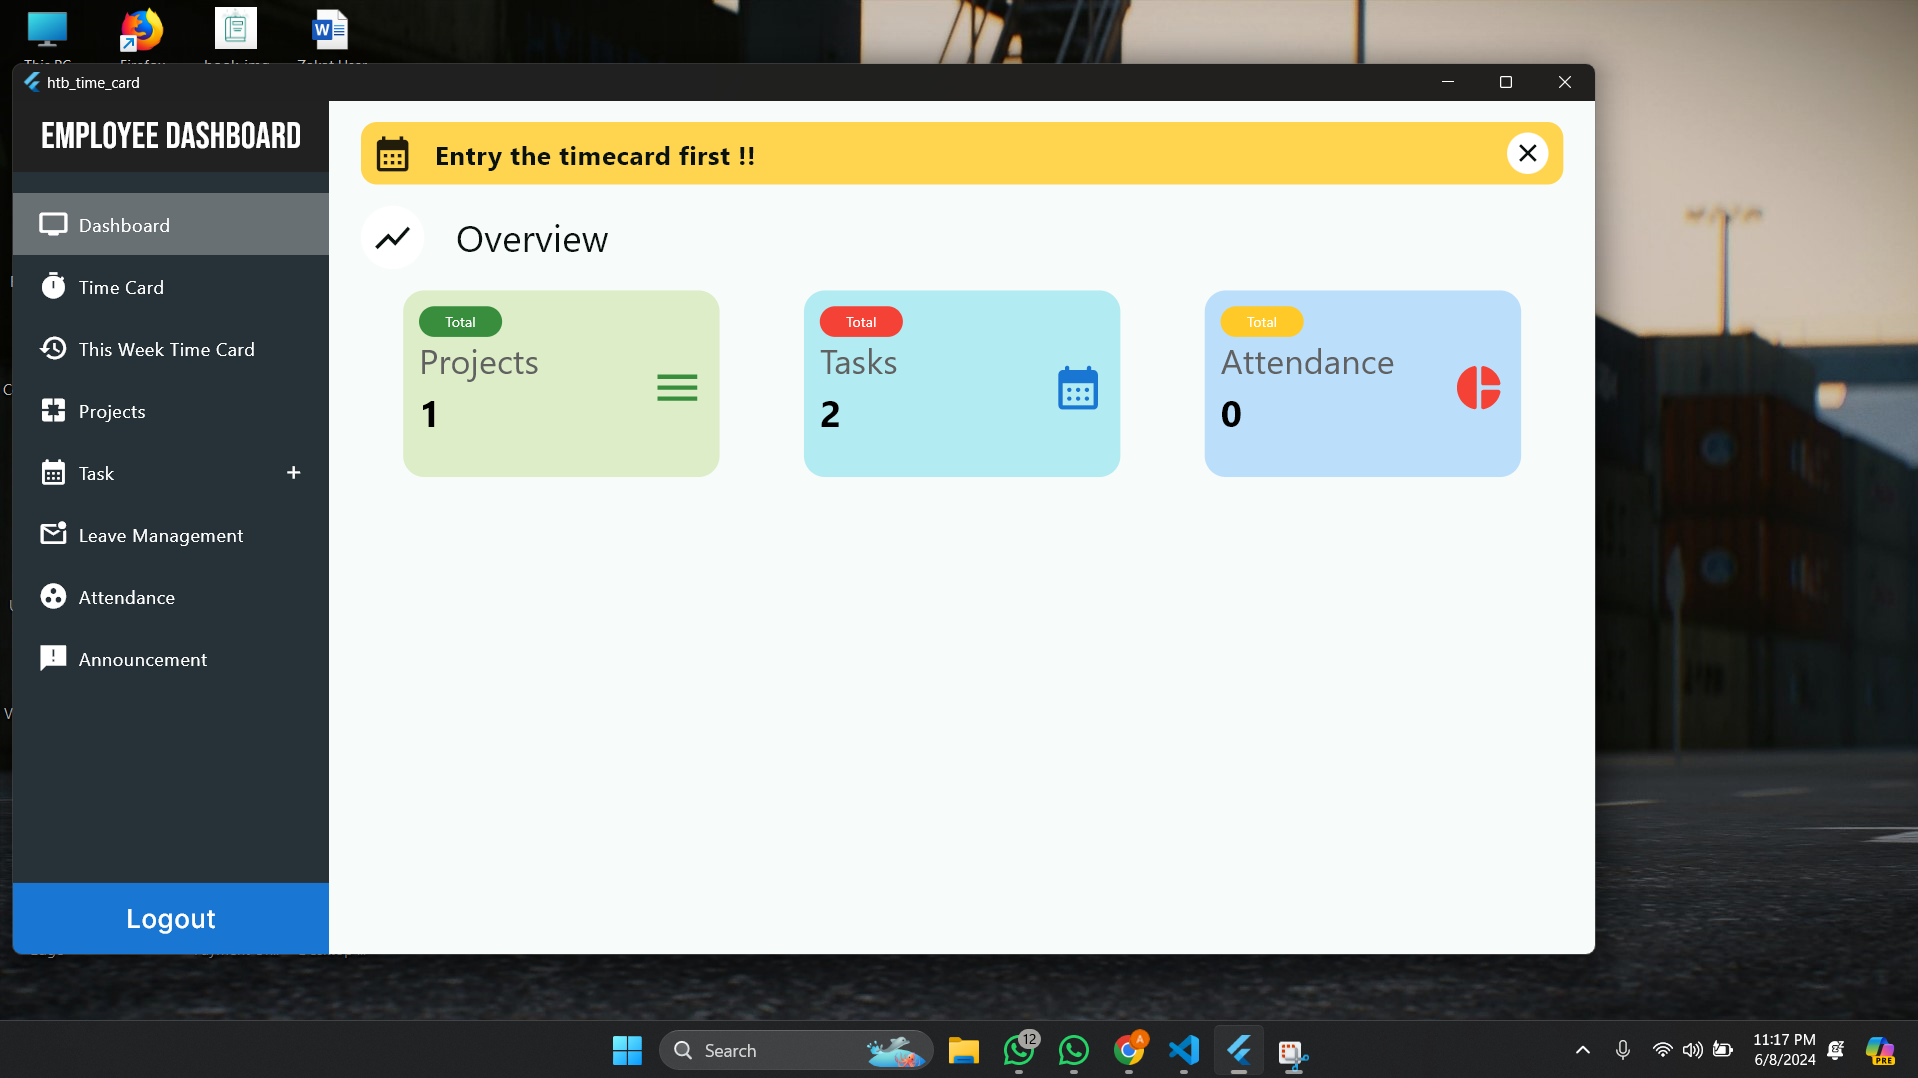 htb_time_card
EMPLOYEE DASHBOARD
Entry the timecard first !!
Dashboard
Overview
Time Card
This Week Time Card
Projects
Task +
Leave Management
Attendance
Announcement
Total
Projects
1
Total
Tasks
2
Total
Attendance
0
Logout
Search
12
A
11:17 PM
6/8/2024
PRE